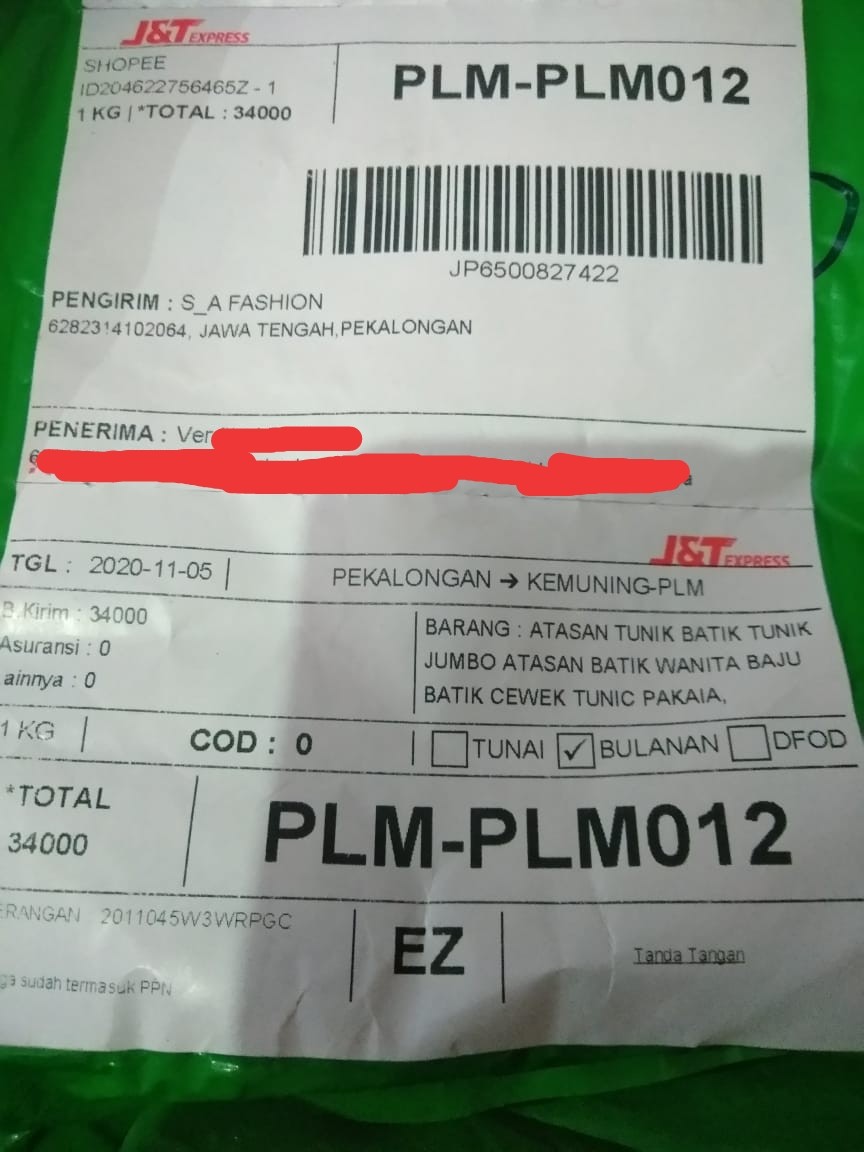 J&T EXPRESS
SHOPEE
ID204622756465Z - 1
1 KG | *TOTAL : 34000
PLM-PLM012
JP6500827422
PENGIRIM : S_A FASHION
6282314102064, JAWA TENGAH,PEKALONGAN
PENERIMA : Ver
6
a
J&T EXPRESS
TGL : 2020-11-05
PEKALONGAN → KEMUNING-PLM
B.Kirim : 34000
Asuransi : 0
ainnya : 0
BARANG : ATASAN TUNIK BATIK TUNIK
JUMBO ATASAN BATIK WANITA BAJU
BATIK CEWEK TUNIC PAKAIA,
1 KG
COD : 0
TUNAI ✓ BULANAN DFOD
*TOTAL
34000
PLM-PLM012
ERANGAN 2011045W3WRPGC
EZ
Tanda Tangan
ga sudah termasuk PPN